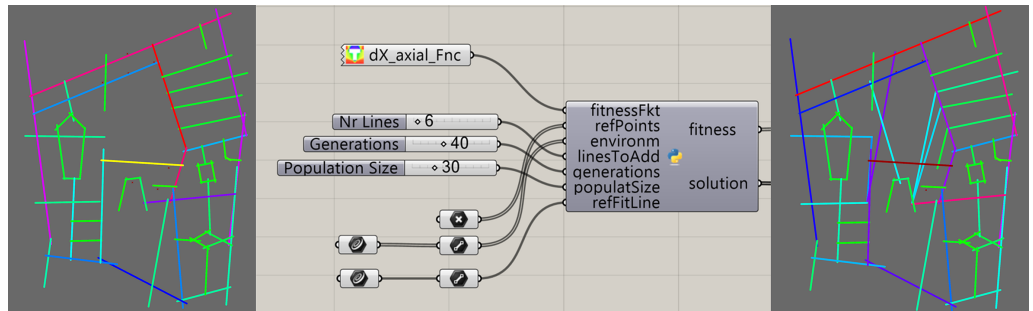 dX_axial_Fnc
Nr Lines 6
Generations 40
Population Size 30
fitnessFkt
refPoints
environm
linesToAdd
generations
populatSize
refFitLine
fitness
solution